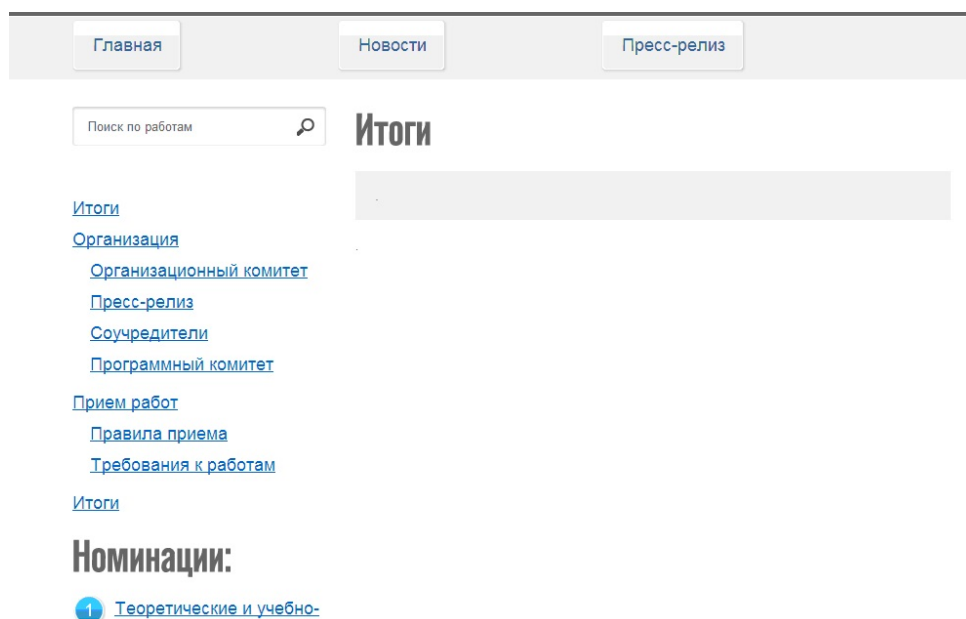 Главная Новости Пресс-релиз
Поиск по работам
Итоги
.
.
Итоги
Организация
Организационный комитет
Пресс-релиз
Соучредители
Программный комитет
Прием работ
Правила приема
Требования к работам
Итоги
Номинации:
1 Теоретические и учебно-